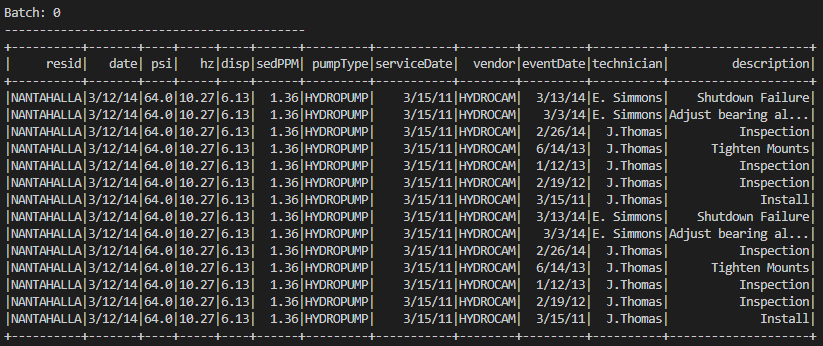 Batch: 0
-------------------------------------------
+----------+-------+----+-----+----+------+---------+-----------+--------+---------+----------+--------------------+
|     resid|   date| psi|   hz|disp|sedPPM| pumpType|serviceDate|  vendor|eventDate|technician|         description|
+----------+-------+----+-----+----+------+---------+-----------+--------+---------+----------+--------------------+
|NANTAHALLA|3/12/14|64.0|10.27|6.13|  1.36|HYDROPUMP|    3/15/11|HYDROCAM|  3/13/14|E. Simmons|    Shutdown Failure|
|NANTAHALLA|3/12/14|64.0|10.27|6.13|  1.36|HYDROPUMP|    3/15/11|HYDROCAM|   3/3/14|E. Simmons|Adjust bearing al...|
|NANTAHALLA|3/12/14|64.0|10.27|6.13|  1.36|HYDROPUMP|    3/15/11|HYDROCAM|  2/26/14|  J.Thomas|          Inspection|
|NANTAHALLA|3/12/14|64.0|10.27|6.13|  1.36|HYDROPUMP|    3/15/11|HYDROCAM|  6/14/13|  J.Thomas|      Tighten Mounts|
|NANTAHALLA|3/12/14|64.0|10.27|6.13|  1.36|HYDROPUMP|    3/15/11|HYDROCAM|  1/12/13|  J.Thomas|          Inspection|
|NANTAHALLA|3/12/14|64.0|10.27|6.13|  1.36|HYDROPUMP|    3/15/11|HYDROCAM|  2/19/12|  J.Thomas|          Inspection|
|NANTAHALLA|3/12/14|64.0|10.27|6.13|  1.36|HYDROPUMP|    3/15/11|HYDROCAM|  3/15/11|  J.Thomas|             Install|
|NANTAHALLA|3/12/14|64.0|10.27|6.13|  1.36|HYDROPUMP|    3/15/11|HYDROCAM|  3/13/14|E. Simmons|    Shutdown Failure|
|NANTAHALLA|3/12/14|64.0|10.27|6.13|  1.36|HYDROPUMP|    3/15/11|HYDROCAM|   3/3/14|E. Simmons|Adjust bearing al...|
|NANTAHALLA|3/12/14|64.0|10.27|6.13|  1.36|HYDROPUMP|    3/15/11|HYDROCAM|  2/26/14|  J.Thomas|          Inspection|
|NANTAHALLA|3/12/14|64.0|10.27|6.13|  1.36|HYDROPUMP|    3/15/11|HYDROCAM|  6/14/13|  J.Thomas|      Tighten Mounts|
|NANTAHALLA|3/12/14|64.0|10.27|6.13|  1.36|HYDROPUMP|    3/15/11|HYDROCAM|  1/12/13|  J.Thomas|          Inspection|
|NANTAHALLA|3/12/14|64.0|10.27|6.13|  1.36|HYDROPUMP|    3/15/11|HYDROCAM|  2/19/12|  J.Thomas|          Inspection|
|NANTAHALLA|3/12/14|64.0|10.27|6.13|  1.36|HYDROPUMP|    3/15/11|HYDROCAM|  3/15/11|  J.Thomas|             Install|
+----------+-------+----+-----+----+------+---------+-----------+--------+---------+----------+--------------------+